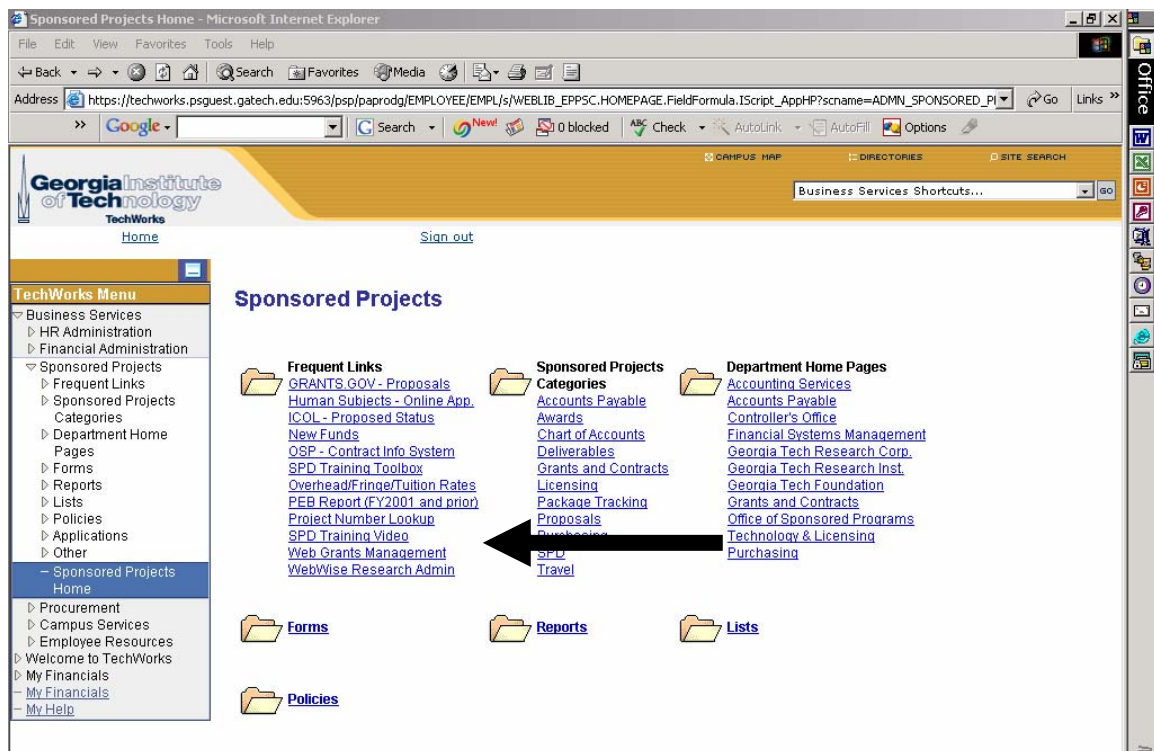 Sponsored Projects Home - Microsoft Internet Explorer
File Edit View Favorites Tools Help
Back Search Favorites Media
Address https://techworks.psguest.gatech.edu:5963/psp/paprodg/EMPLOYEE/EMPL/s/WEBLIB_EPPSC.HOMEPAGE.FieldFormula.IScript_AppHP?scname=ADMN_SPONSORED_P Go Links »
» Google Search New! 0 blocked ABC Check AutoLink AutoFill Options
Office
CAMPUS MAP DIRECTORIES SITE SEARCH
Georgia Institute
of Technology
TechWorks
Business Services Shortcuts... GO
Home Sign out
TechWorks Menu
Business Services
HR Administration
Financial Administration
Sponsored Projects
Frequent Links
Sponsored Projects
Categories
Department Home
Pages
Forms
Reports
Lists
Policies
Applications
Other
– Sponsored Projects
Home
Procurement
Campus Services
Employee Resources
Welcome to TechWorks
My Financials
– My Financials
– My Help
Sponsored Projects
Frequent Links
GRANTS.GOV - Proposals
Human Subjects - Online App.
ICOL - Proposed Status
New Funds
OSP - Contract Info System
SPD Training Toolbox
Overhead/Fringe/Tuition Rates
PEB Report (FY2001 and prior)
Project Number Lookup
SPD Training Video
Web Grants Management
WebWise Research Admin
Sponsored Projects
Categories
Accounts Payable
Awards
Chart of Accounts
Deliverables
Grants and Contracts
Licensing
Package Tracking
Proposals
Purchasing
SPD
Travel
Department Home Pages
Accounting Services
Accounts Payable
Controller's Office
Financial Systems Management
Georgia Tech Research Corp.
Georgia Tech Research Inst.
Georgia Tech Foundation
Grants and Contracts
Office of Sponsored Programs
Technology & Licensing
Purchasing
Forms
Reports
Lists
Policies